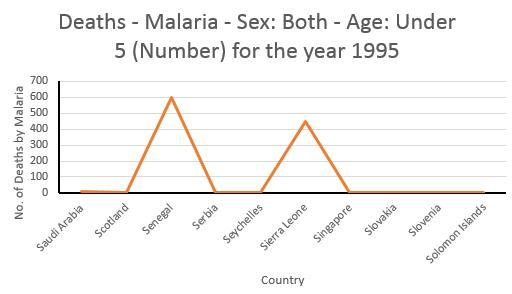 Deaths - Malaria - Sex: Both - Age: Under
5 (Number) for the year 1995
No. of Deaths by Malaria
700
600
500
400
300
200
100
0
Saudi Arabia
Scotland
Senegal
Serbia
Seychelles
Sierra Leone
Singapore
Slovakia
Slovenia
Solomon Islands
Country